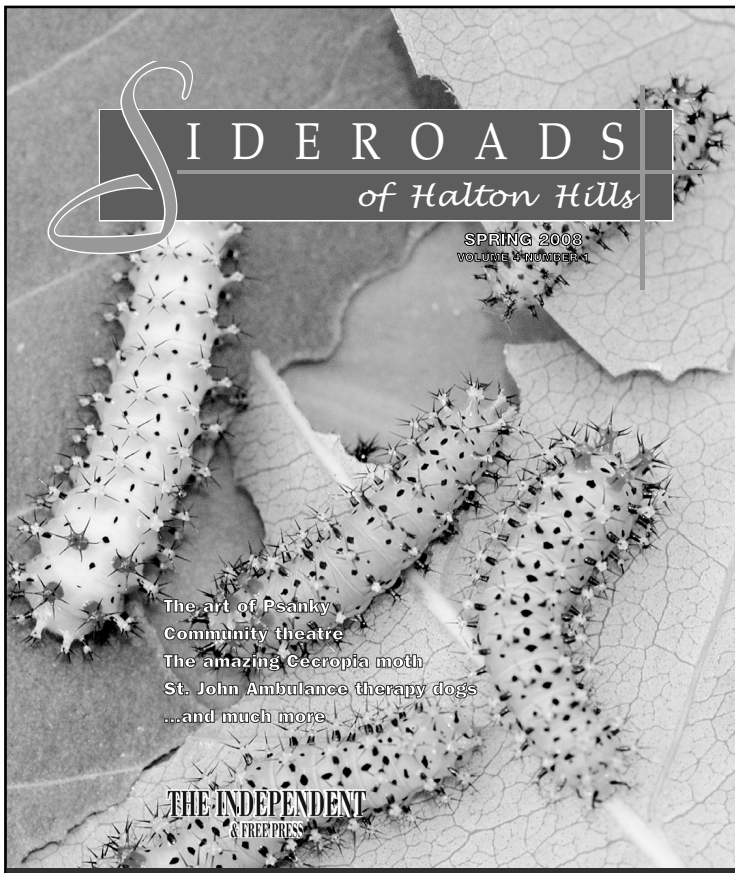 SIDEROADS
of Halton Hills
SPRING 2008
VOLUME 4 NUMBER 1
The art of Psanky
Community theatre
The amazing Cecropia moth
St. John Ambulance therapy dogs
...and much more
THE INDEPENDENT
& FREE PRESS